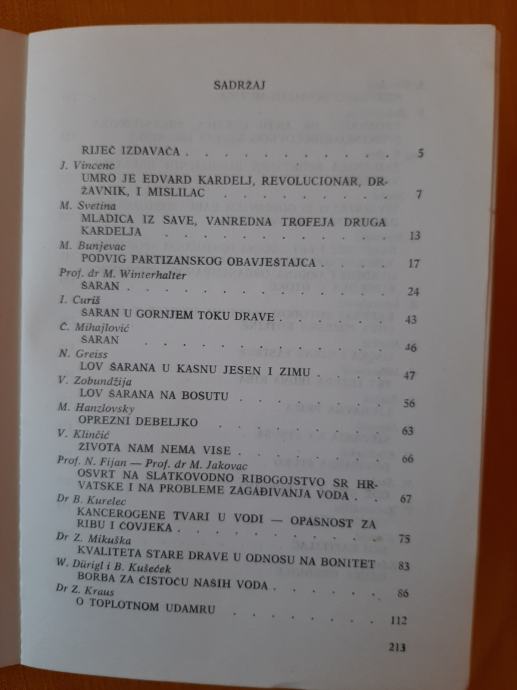 SADRŽAJ
RIJEČ IZDAVAČA . . . . . . . . . . 5
J. Vincenc
UMRO JE EDVARD KARDELJ, REVOLUCIONAR, DR-
ŽAVNIK, I MISLILAC . . . . . . . . 7
M. Svetina
MLADICA IZ SAVE, VANREDNA TROFEJA DRUGA
KARDELJA . . . . . . . . . . 13
M. Bunjevac
PODVIG PARTIZANSKOG OBAVJEŠTAJCA . . . . 17
Prof. dr M. Winterhalter
ŠARAN . . . . . . . . . . . 24
I. Curiš
ŠARAN U GORNJEM TOKU DRAVE . . . . . 43
Č. Mihajlović
ŠARAN . . . . . . . . . . . 46
N. Greiss
LOV ŠARANA U KASNU JESEN I ZIMU . . . . 47
V. Zobundžija
LOV ŠARANA NA BOSUTU . . . . . . . 56
M. Hanzlovsky
OPREZNI DEBELJKO . . . . . . . . 63
V. Klinčić
ŽIVOTA NAM NEMA VIŠE . . . . . . . 66
Prof. N. Fijan — Prof. dr M. Jakovac
OSVRT NA SLATKOVODNO RIBOGOJSTVO SR HR-
VATSKE I NA PROBLEME ZAGAĐIVANJA VODA . . 67
Dr B. Kurelec
KANCEROGENE TVARI U VODI — OPASNOST ZA
RIBU I ČOVJEKA . . . . . . . . . 75
Dr Z. Mikuška
KVALITETA STARE DRAVE U ODNOSU NA BONITET 83
W. Dürigl i B. Kušeček
BORBA ZA ČISTOĆU NAŠIH VODA . . . . . 86
Dr Z. Kraus
O TOPLOTNOM UDARU . . . . . . . . 112
213